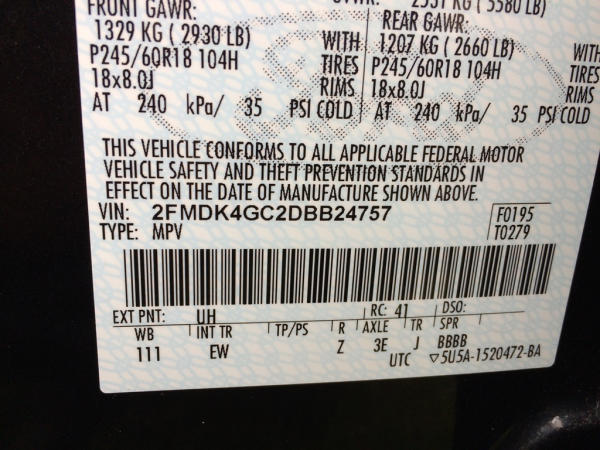 FRONT GAWR:
1329 KG ( 2930 LB)
P245/60R18 104H
18x8.0J
AT 240 kPa/ 35 PSI COLD
KG ( 5580 LB)
REAR GAWR:
WITH 1207 KG ( 2660 LB)
TIRES P245/60R18 104H
RIMS 18x8.0J
AT 240 kPa/ 35 PSI COLD
WITH
TIRES
RIMS
THIS VEHICLE CONFORMS TO ALL APPLICABLE FEDERAL MOTOR
VEHICLE SAFETY AND THEFT PREVENTION STANDARDS IN
EFFECT ON THE DATE OF MANUFACTURE SHOWN ABOVE.
VIN: 2FMDK4GC2DBB24757
TYPE: MPV
F0195
T0279
EXT PNT: UH RC: 41 DSO:
WB INT TR TP/PS R AXLE TR SPR
111 EW Z 3E J BBBB
UTC ▽5U5A-1520472-BA